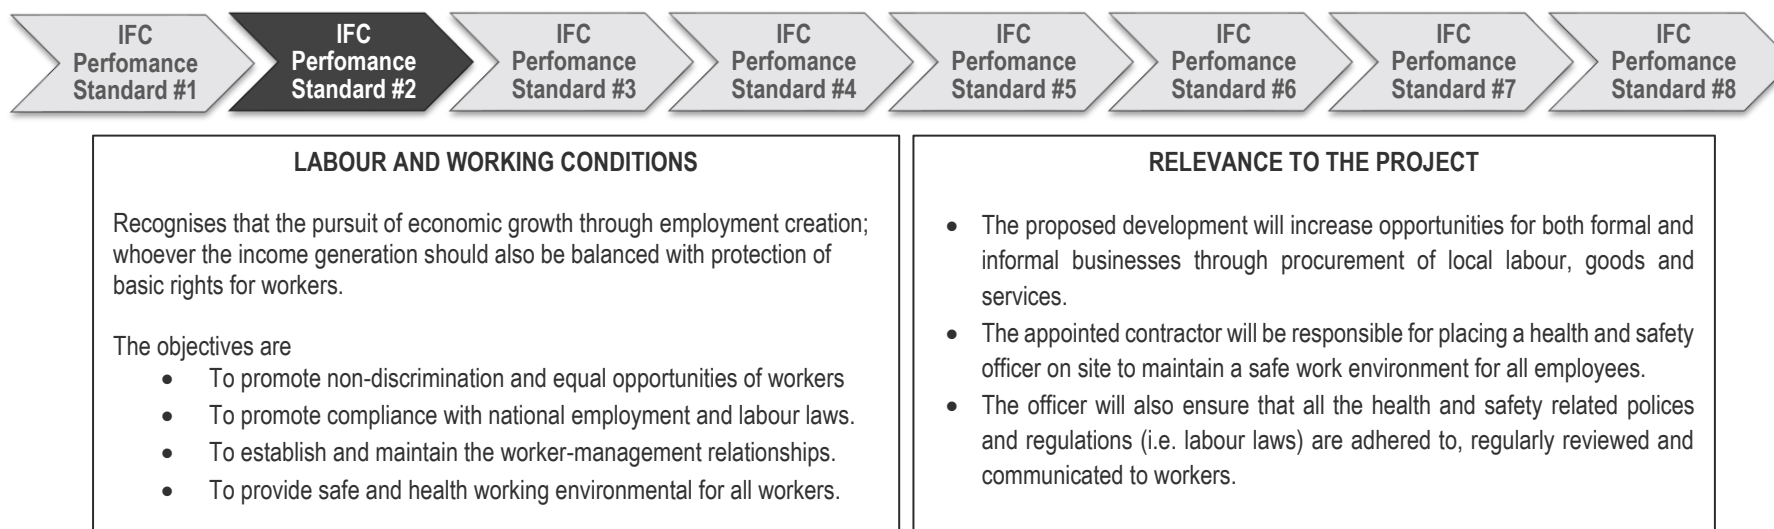 IFC
Perfomance
Standard #1
IFC
Perfomance
Standard #2
IFC
Perfomance
Standard #3
IFC
Perfomance
Standard #4
IFC
Perfomance
Standard #5
IFC
Perfomance
Standard #6
IFC
Perfomance
Standard #7
IFC
Perfomance
Standard #8
LABOUR AND WORKING CONDITIONS
Recognises that the pursuit of economic growth through employment creation;
whoever the income generation should also be balanced with protection of
basic rights for workers.
The objectives are
• To promote non-discrimination and equal opportunities of workers
• To promote compliance with national employment and labour laws.
• To establish and maintain the worker-management relationships.
• To provide safe and health working environmental for all workers.
RELEVANCE TO THE PROJECT
• The proposed development will increase opportunities for both formal and
informal businesses through procurement of local labour, goods and
services.
• The appointed contractor will be responsible for placing a health and safety
officer on site to maintain a safe work environment for all employees.
• The officer will also ensure that all the health and safety related polices
and regulations (i.e. labour laws) are adhered to, regularly reviewed and
communicated to workers.